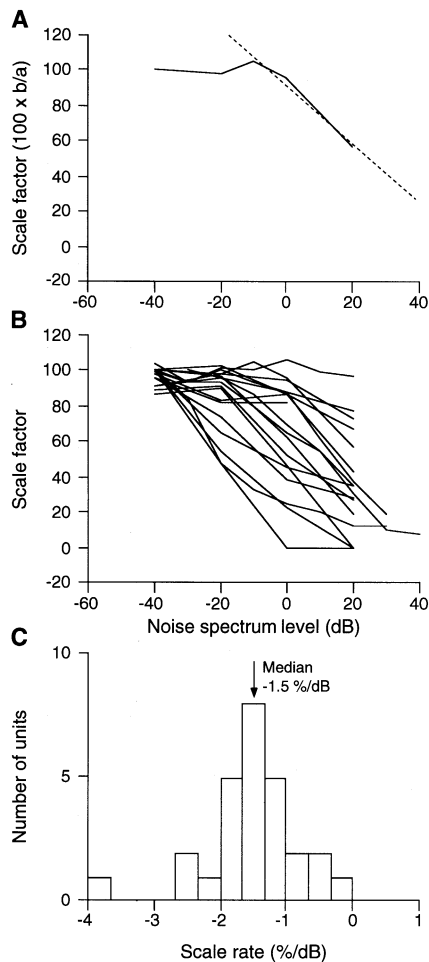 A
120
100
80
60
40
20
0
-20
-60 -40 -20 0 20 40
Scale factor (100 x b/a)
B
120
100
80
60
40
20
0
-20
-60 -40 -20 0 20 40
Scale factor
Noise spectrum level (dB)
C
10
5
0
Median
-1.5 %/dB
-4 -3 -2 -1 0 1
Number of units
Scale rate (%/dB)